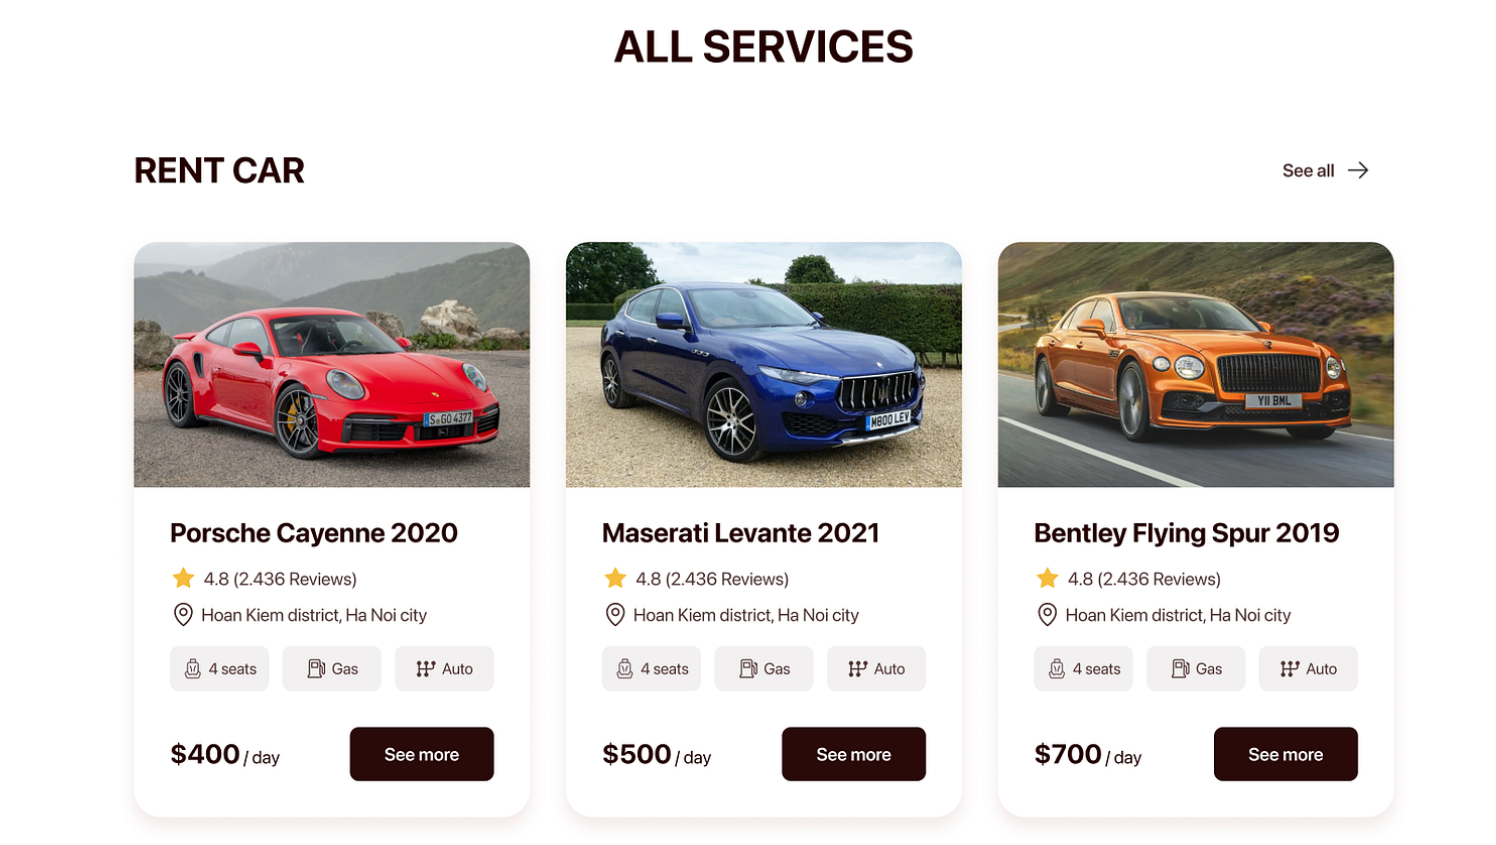 ALL SERVICES
RENT CAR
See all
S GO 4377
M800 LEV
Y11 BML
Porsche Cayenne 2020
4.8 (2.436 Reviews)
Hoan Kiem district, Ha Noi city
4 seats
Gas
Auto
$400 / day
See more
Maserati Levante 2021
4.8 (2.436 Reviews)
Hoan Kiem district, Ha Noi city
4 seats
Gas
Auto
$500 / day
See more
Bentley Flying Spur 2019
4.8 (2.436 Reviews)
Hoan Kiem district, Ha Noi city
4 seats
Gas
Auto
$700 / day
See more